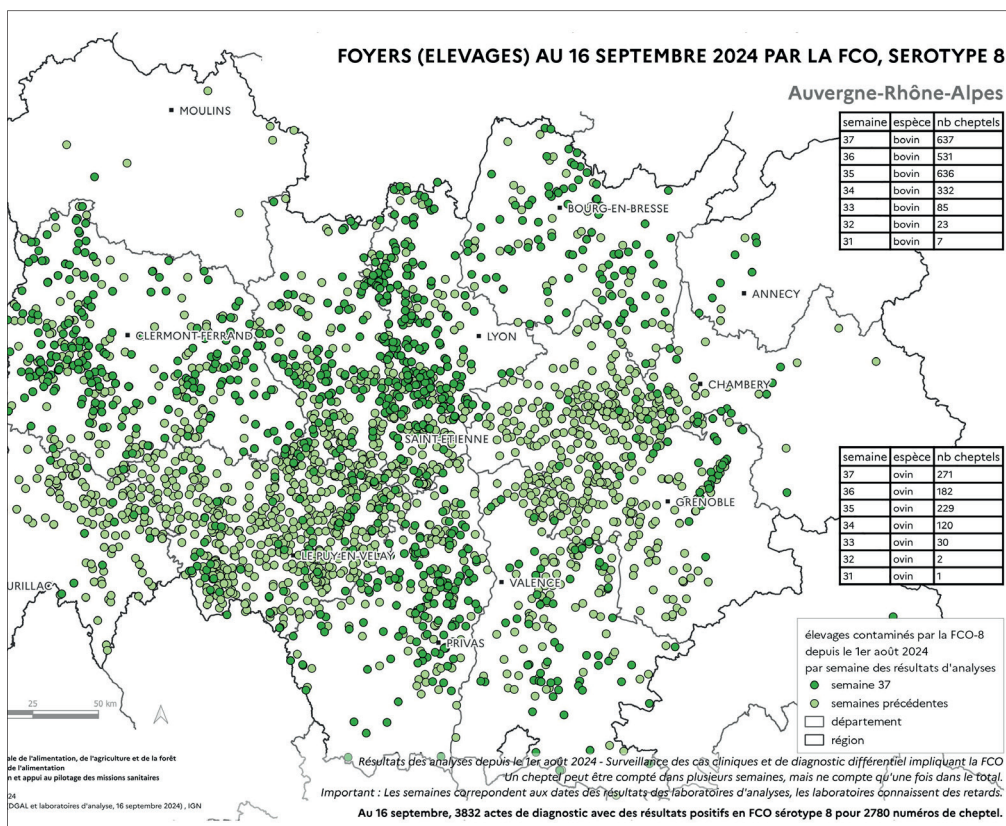 FOYERS (ELEVAGES) AU 16 SEPTEMBRE 2024 PAR LA FCO, SEROTYPE 8
Auvergne-Rhône-Alpes
semaine espèce nb cheptels
37 bovin 637
36 bovin 531
35 bovin 636
34 bovin 332
33 bovin 85
32 bovin 23
31 bovin 7
MOULINS
BOURG-EN-BRESSE
ANNECY
CLERMONT-FERRAND
LYON
CHAMBERY
SAINT-ETIENNE
GRENOBLE
LE-PUY-EN-VELAY
URILLAC
VALENCE
PRIVAS
semaine espèce nb cheptels
37 ovin 271
36 ovin 182
35 ovin 229
34 ovin 120
33 ovin 30
32 ovin 2
31 ovin 1
élevages contaminés par la FCO-8
depuis le 1er août 2024
par semaine des résultats d'analyses
semaine 37
semaines précédentes
département
région
25 50 km
ale de l'alimentation, de l'agriculture et de la forêt
de l'alimentation
n et appui au pilotage des missions sanitaires
24
DGAL et laboratoires d'analyse, 16 septembre 2024) , IGN
Résultats des analyses depuis le 1er août 2024 - Surveillance des cas cliniques et de diagnostic différentiel impliquant la FCO
Un cheptel peut être compté dans plusieurs semaines, mais ne compte qu'une fois dans le total.
Important : Les semaines correpondent aux dates des résultats des laboratoires d'analyses, les laboratoires connaissent des retards.
Au 16 septembre, 3832 actes de diagnostic avec des résultats positifs en FCO sérotype 8 pour 2780 numéros de cheptel.